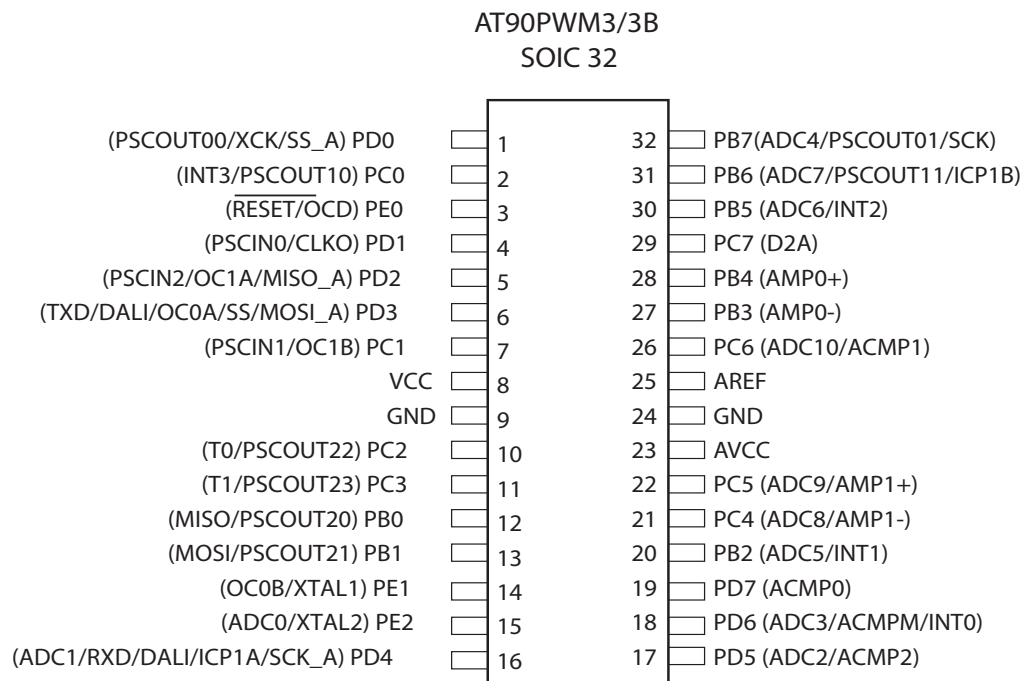 AT90PWM3/3B
SOIC 32
(PSCOUT00/XCK/SS_A) PD0 1 32 PB7(ADC4/PSCOUT01/SCK)
(INT3/PSCOUT10) PC0 2 31 PB6 (ADC7/PSCOUT11/ICP1B)
(RESET/OCD) PE0 3 30 PB5 (ADC6/INT2)
(PSCIN0/CLKO) PD1 4 29 PC7 (D2A)
(PSCIN2/OC1A/MISO_A) PD2 5 28 PB4 (AMP0+)
(TXD/DALI/OC0A/SS/MOSI_A) PD3 6 27 PB3 (AMP0-)
(PSCIN1/OC1B) PC1 7 26 PC6 (ADC10/ACMP1)
VCC 8 25 AREF
GND 9 24 GND
(T0/PSCOUT22) PC2 10 23 AVCC
(T1/PSCOUT23) PC3 11 22 PC5 (ADC9/AMP1+)
(MISO/PSCOUT20) PB0 12 21 PC4 (ADC8/AMP1-)
(MOSI/PSCOUT21) PB1 13 20 PB2 (ADC5/INT1)
(OC0B/XTAL1) PE1 14 19 PD7 (ACMP0)
(ADC0/XTAL2) PE2 15 18 PD6 (ADC3/ACMPM/INT0)
(ADC1/RXD/DALI/ICP1A/SCK_A) PD4 16 17 PD5 (ADC2/ACMP2)